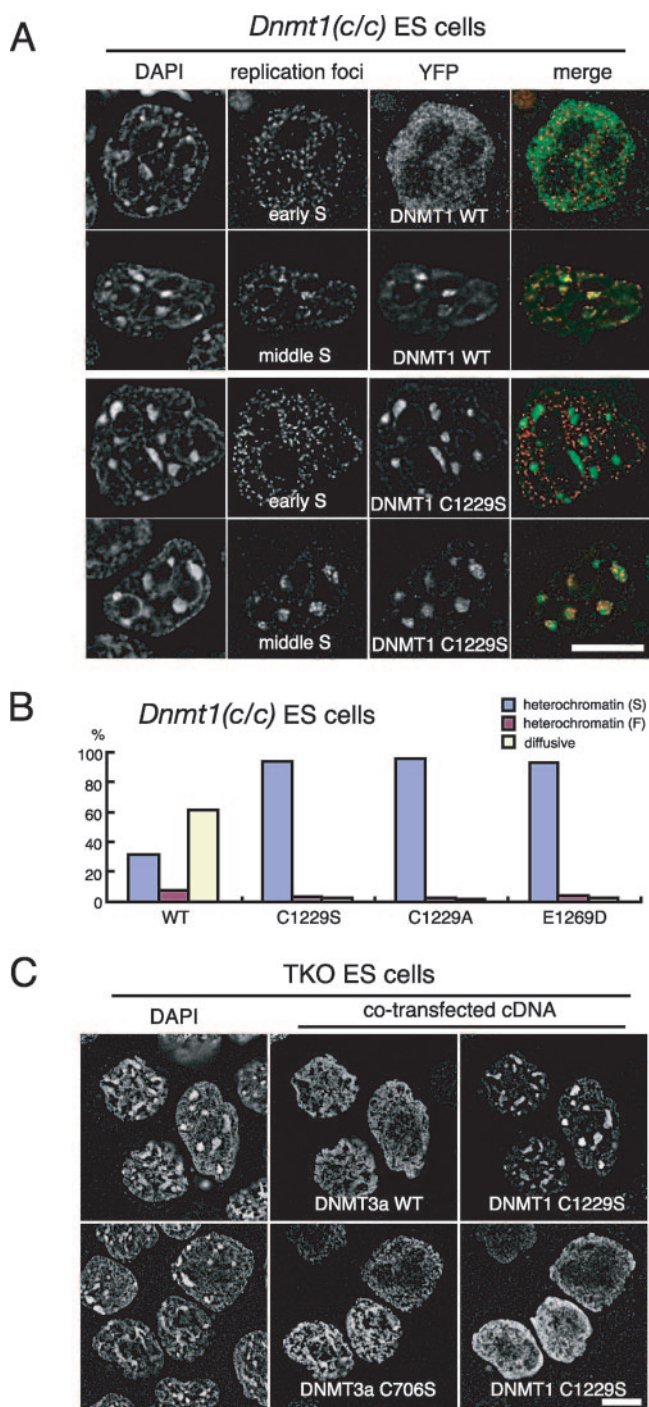 A
Dnmt1(c/c) ES cells
DAPI replication foci YFP merge
early S DNMT1 WT
middle S DNMT1 WT
early S DNMT1 C1229S
middle S DNMT1 C1229S
B
Dnmt1(c/c) ES cells
heterochromatin (S)
heterochromatin (F)
diffusive
%
100
80
60
40
20
0
WT C1229S C1229A E1269D
C
TKO ES cells
DAPI co-transfected cDNA
DNMT3a WT DNMT1 C1229S
DNMT3a C706S DNMT1 C1229S